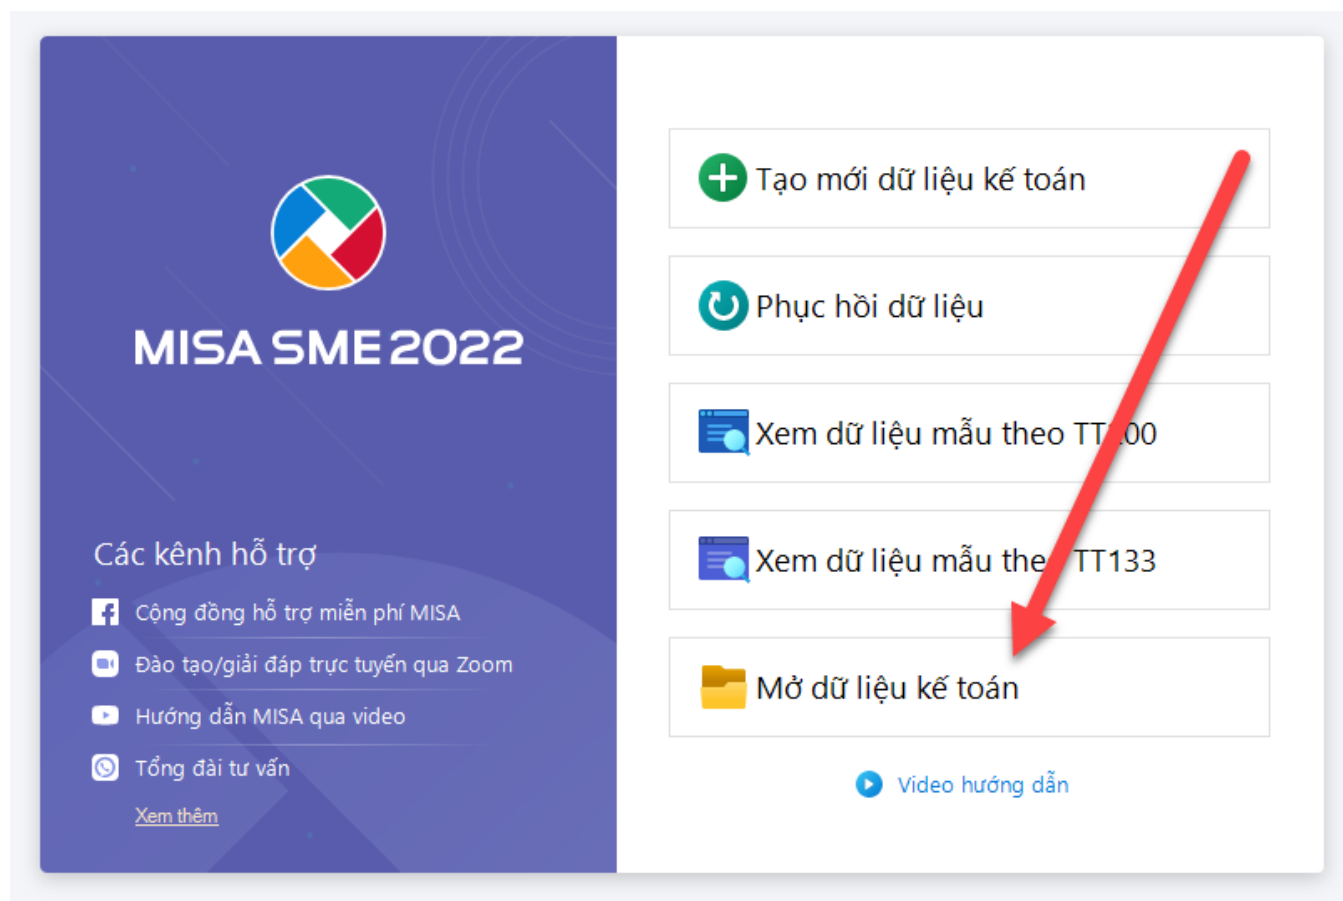 MISA SME 2022
Các kênh hỗ trợ
Cộng đồng hỗ trợ miễn phí MISA
Đào tạo/giải đáp trực tuyến qua Zoom
Hướng dẫn MISA qua video
Tổng đài tư vấn
Xem thêm
Tạo mới dữ liệu kế toán
Phục hồi dữ liệu
Xem dữ liệu mẫu theo TT200
Xem dữ liệu mẫu theo TT133
Mở dữ liệu kế toán
Video hướng dẫn